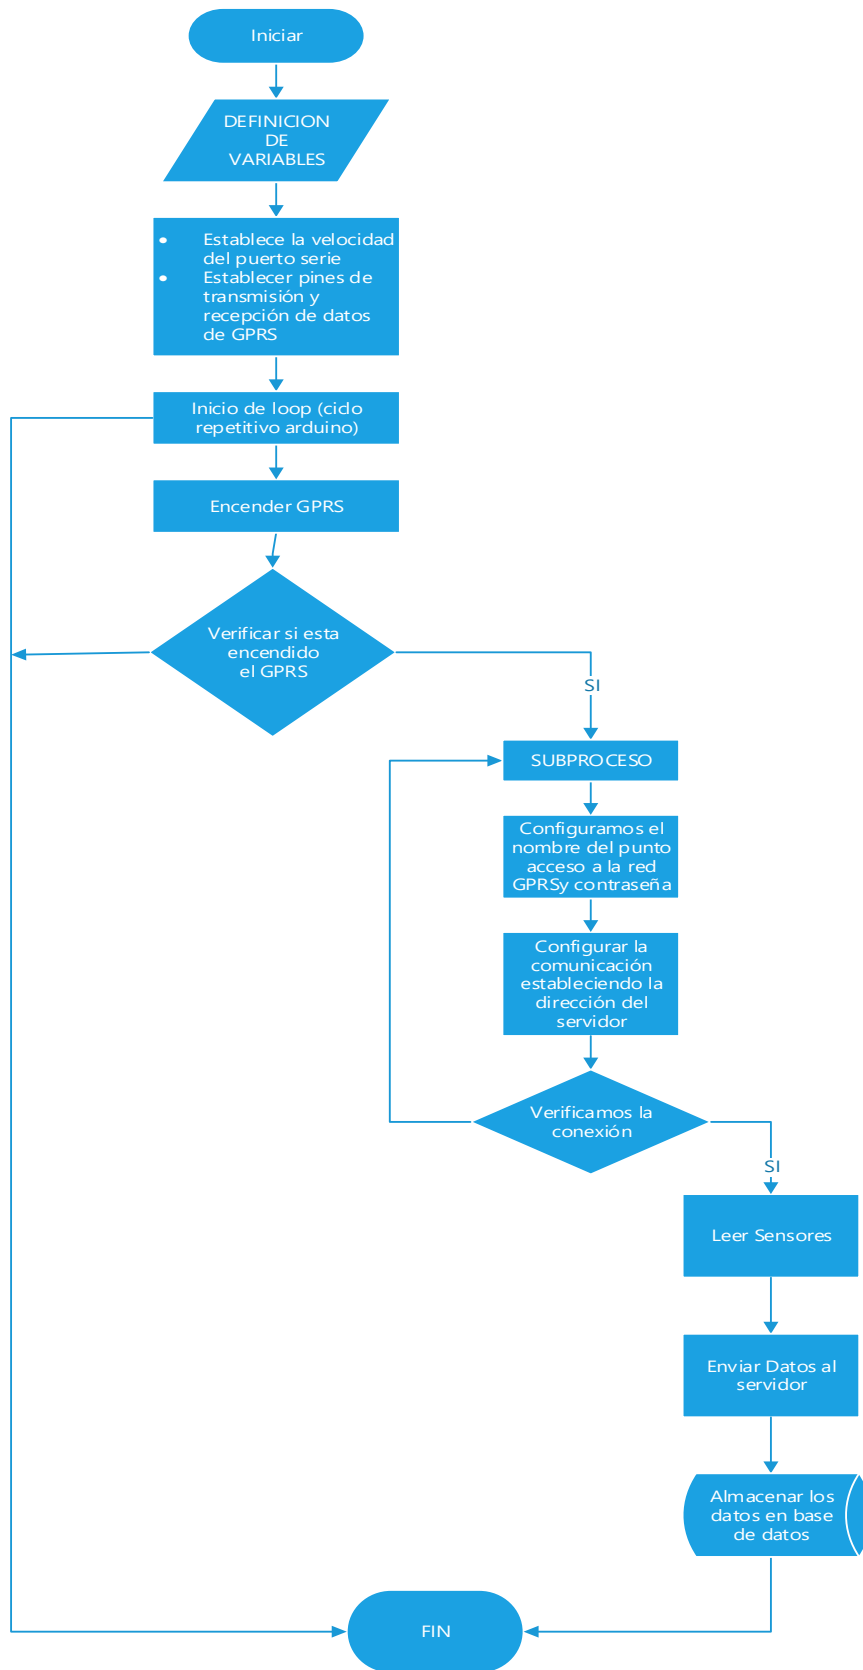 Iniciar
DEFINICION
DE
VARIABLES
• Establece la velocidad
del puerto serie
• Establecer pines de
transmisión y
recepción de datos
de GPRS
Inicio de loop (ciclo
repetitivo arduino)
Encender GPRS
Verificar si esta
encendido
el GPRS
SI
SUBPROCESO
Configuramos el
nombre del punto
acceso a la red
GPRSy contraseña
Configurar la
comunicación
estableciendo la
dirección del
servidor
Verificamos la
conexión
SI
Leer Sensores
Enviar Datos al
servidor
Almacenar los
datos en base
de datos
FIN